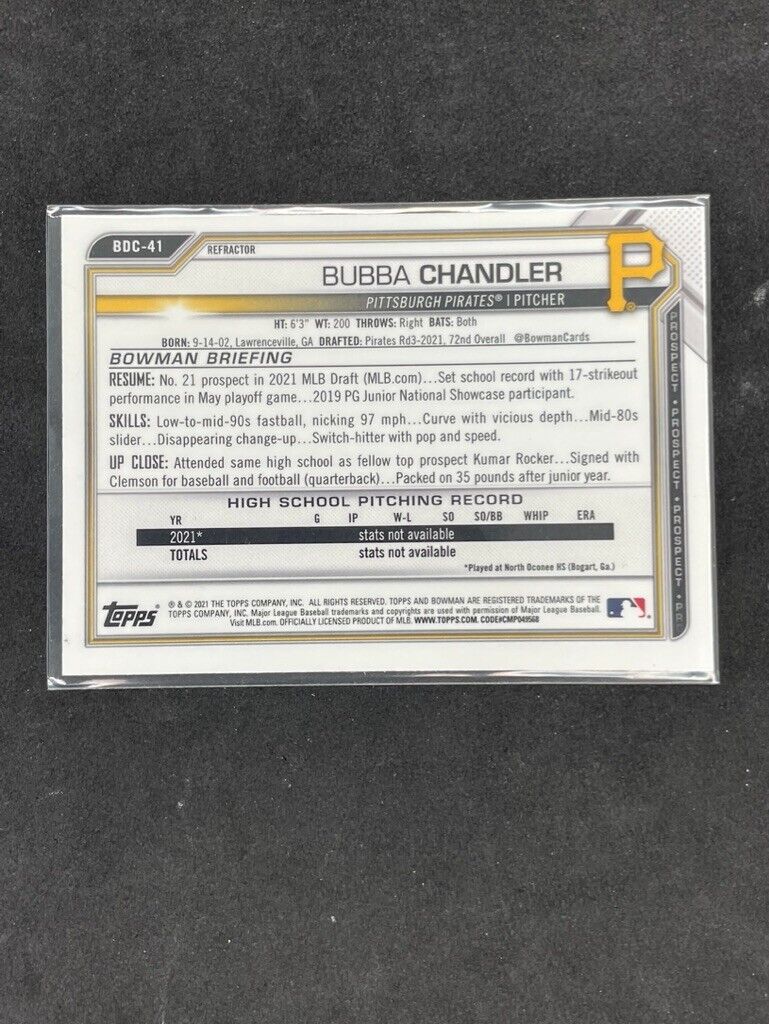 BDC-41
REFRACTOR
BUBBA CHANDLER
PITTSBURGH PIRATES® | PITCHER
HT: 6'3" WT: 200 THROWS: Right BATS: Both
BORN: 9-14-02, Lawrenceville, GA DRAFTED: Pirates Rd3-2021, 72nd Overall @BowmanCards
BOWMAN BRIEFING
RESUME: No. 21 prospect in 2021 MLB Draft (MLB.com)...Set school record with 17-strikeout
performance in May playoff game...2019 PG Junior National Showcase participant.
SKILLS: Low-to-mid-90s fastball, nicking 97 mph...Curve with vicious depth...Mid-80s
slider...Disappearing change-up...Switch-hitter with pop and speed.
UP CLOSE: Attended same high school as fellow top prospect Kumar Rocker...Signed with
Clemson for baseball and football (quarterback)...Packed on 35 pounds after junior year.
HIGH SCHOOL PITCHING RECORD
YR G IP W-L SO SO/BB WHIP ERA
2021* stats not available
TOTALS stats not available
*Played at North Oconee HS (Bogart, Ga.)
TOPPS®
® & © 2021 THE TOPPS COMPANY, INC. ALL RIGHTS RESERVED. TOPPS AND BOWMAN ARE REGISTERED TRADEMARKS OF THE
TOPPS COMPANY, INC. Major League Baseball trademarks and copyrights are used with permission of Major League Baseball.
Visit MLB.com. OFFICIALLY LICENSED PRODUCT OF MLB. WWW.TOPPS.COM. CODE#CMP049568
P®
PROSPECT • PROSPECT • PROSPECT • PR